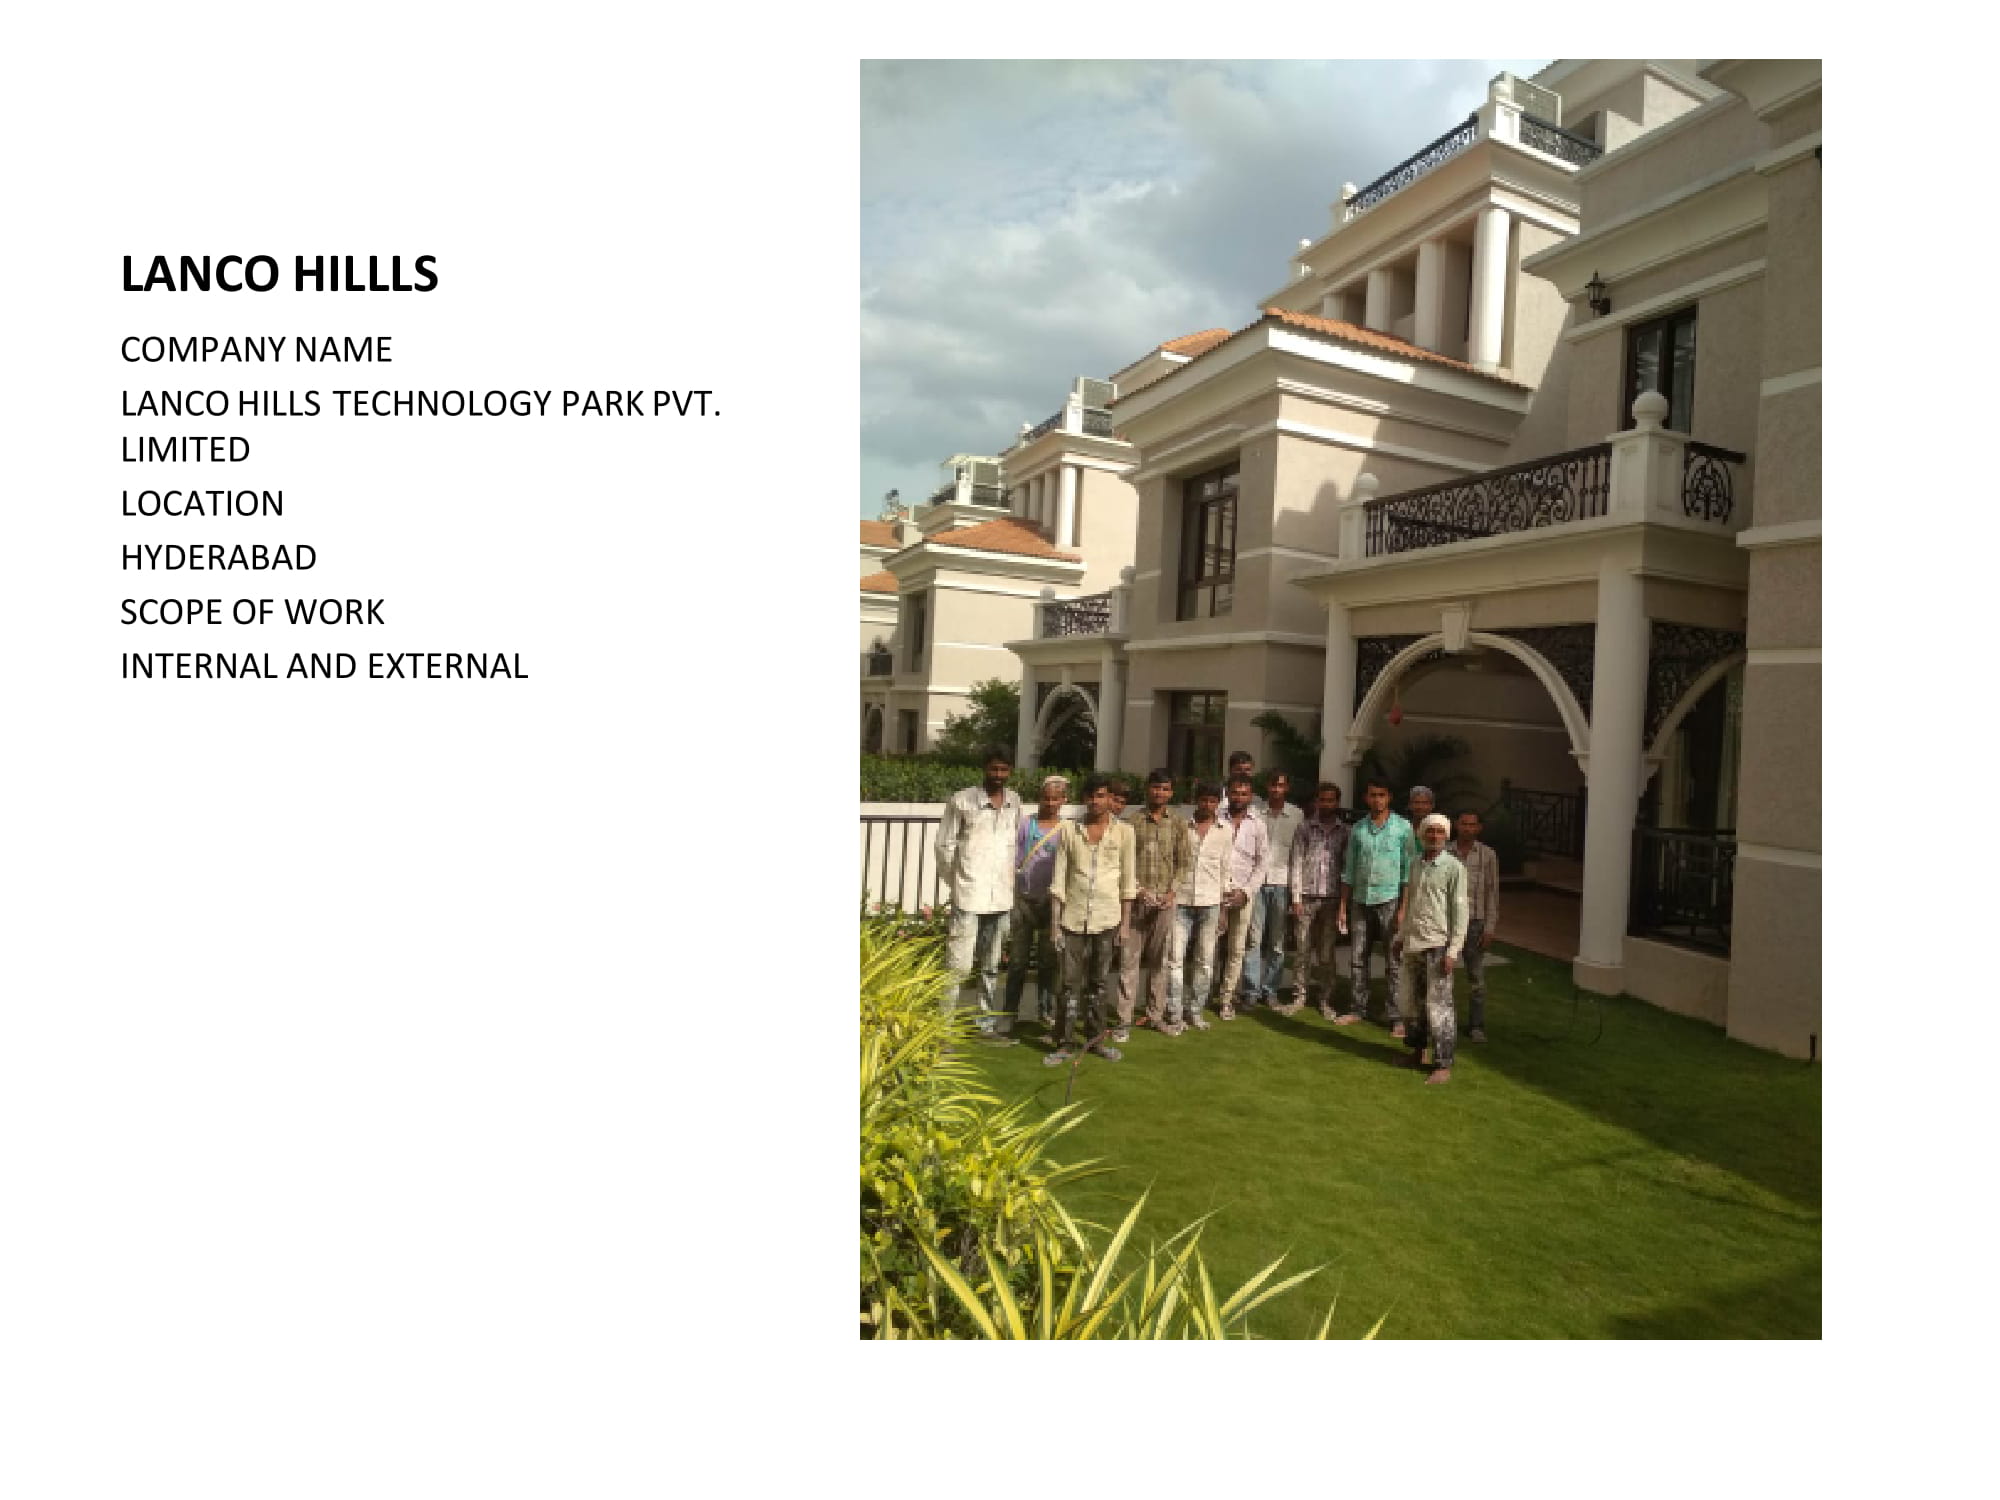 LANCO HILLLS
COMPANY NAME
LANCO HILLS TECHNOLOGY PARK PVT.
LIMITED
LOCATION
HYDERABAD
SCOPE OF WORK
INTERNAL AND EXTERNAL